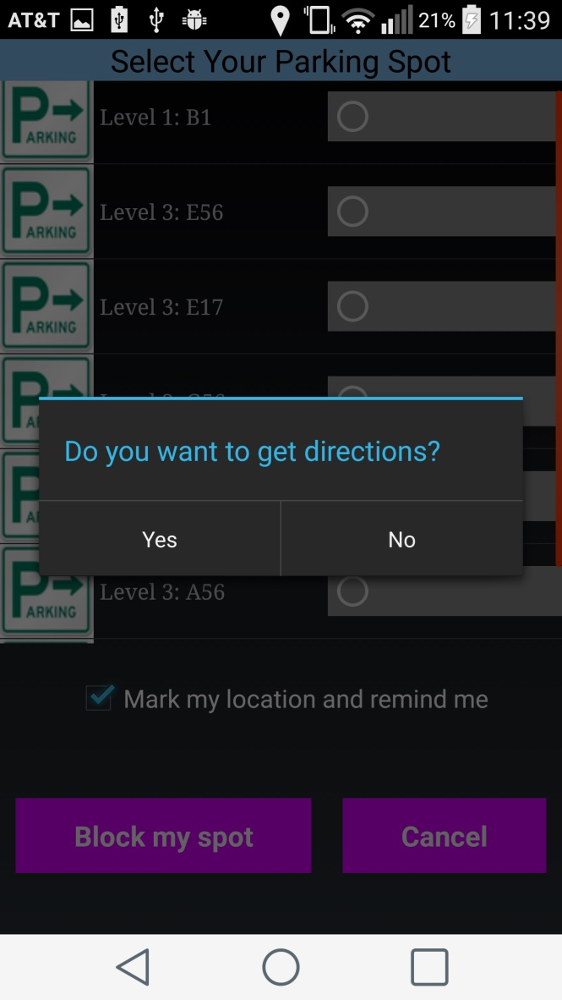 AT&T 21% 11:39
Select Your Parking Spot
P ARKING Level 1: B1
P ARKING Level 3: E56
P ARKING Level 3: E17
Do you want to get directions?
Yes No
P ARKING Level 3: A56
Mark my location and remind me
Block my spot Cancel